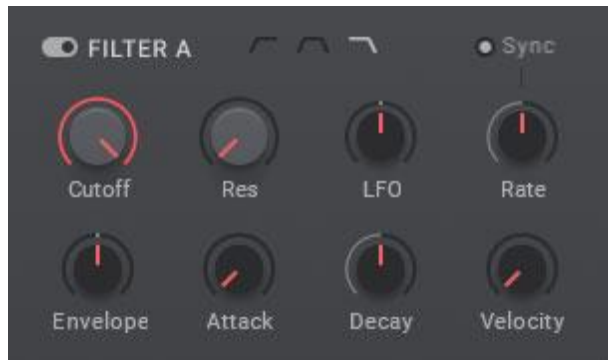 FILTER A Sync
Cutoff Res LFO Rate
Envelope Attack Decay Velocity